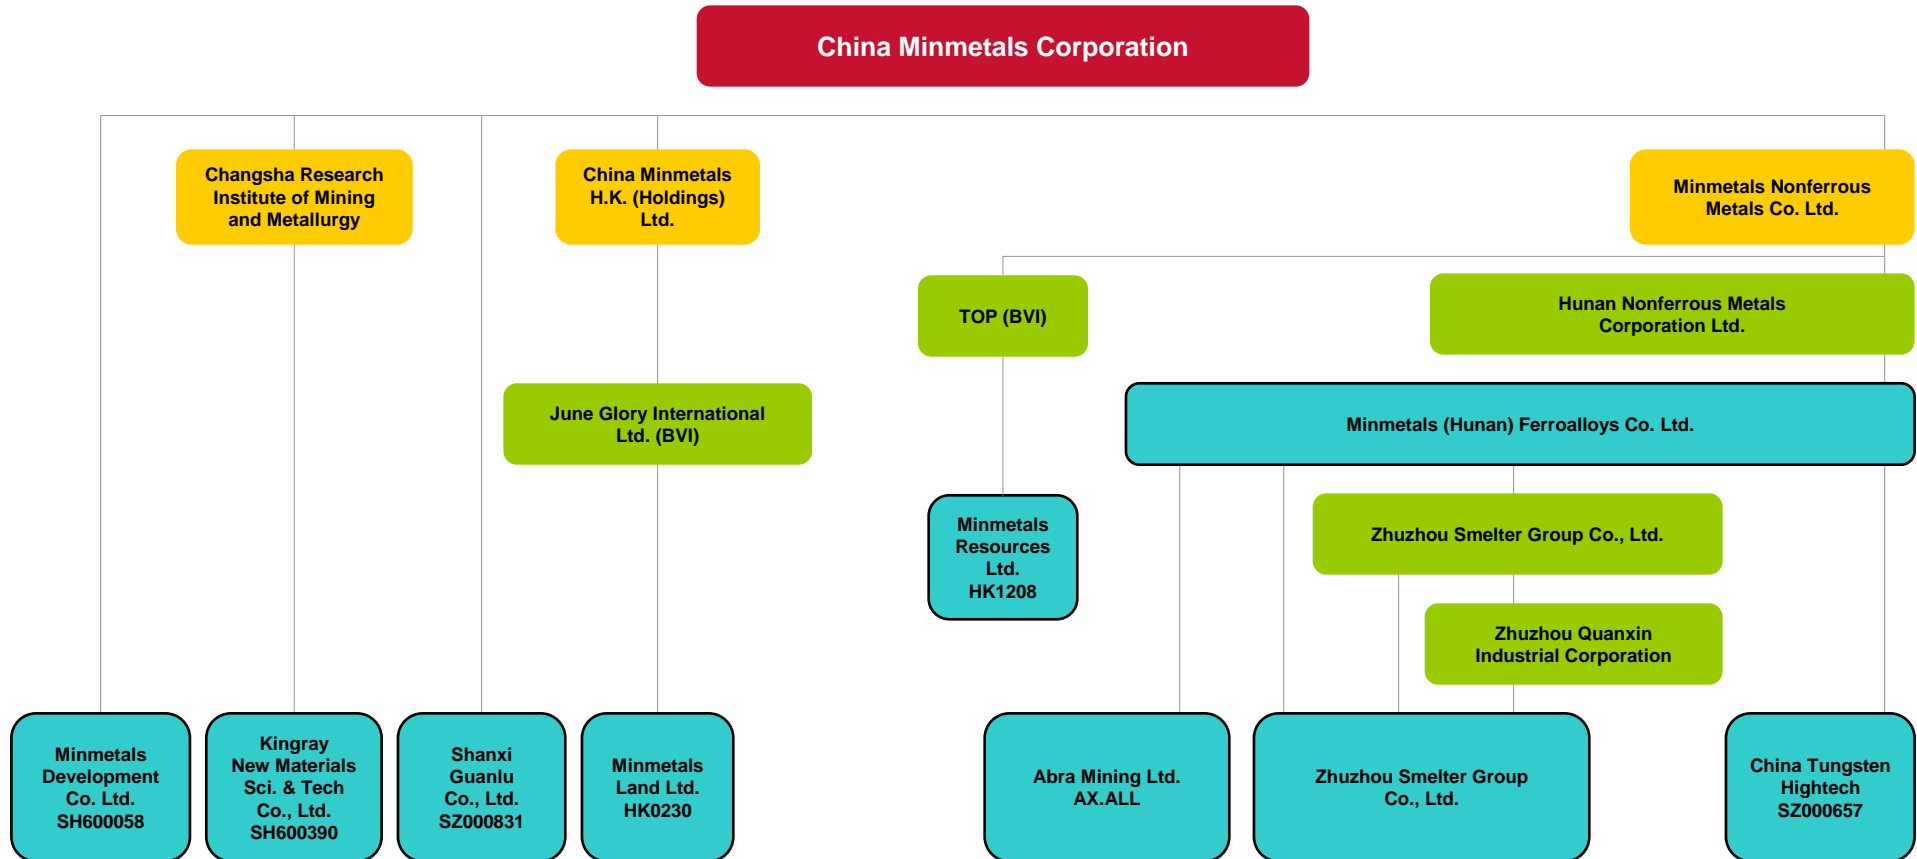 China Minmetals Corporation
Changsha Research
Institute of Mining
and Metallurgy
China Minmetals
H.K. (Holdings)
Ltd.
Minmetals Nonferrous
Metals Co. Ltd.
TOP (BVI)
Hunan Nonferrous Metals
Corporation Ltd.
June Glory International
Ltd. (BVI)
Minmetals (Hunan) Ferroalloys Co. Ltd.
Minmetals
Resources
Ltd.
HK1208
Zhuzhou Smelter Group Co., Ltd.
Zhuzhou Quanxin
Industrial Corporation
Minmetals
Development
Co. Ltd.
SH600058
Kingray
New Materials
Sci. & Tech
Co., Ltd.
SH600390
Shanxi
Guanlu
Co., Ltd.
SZ000831
Minmetals
Land Ltd.
HK0230
Abra Mining Ltd.
AX.ALL
Zhuzhou Smelter Group
Co., Ltd.
China Tungsten
Hightech
SZ000657